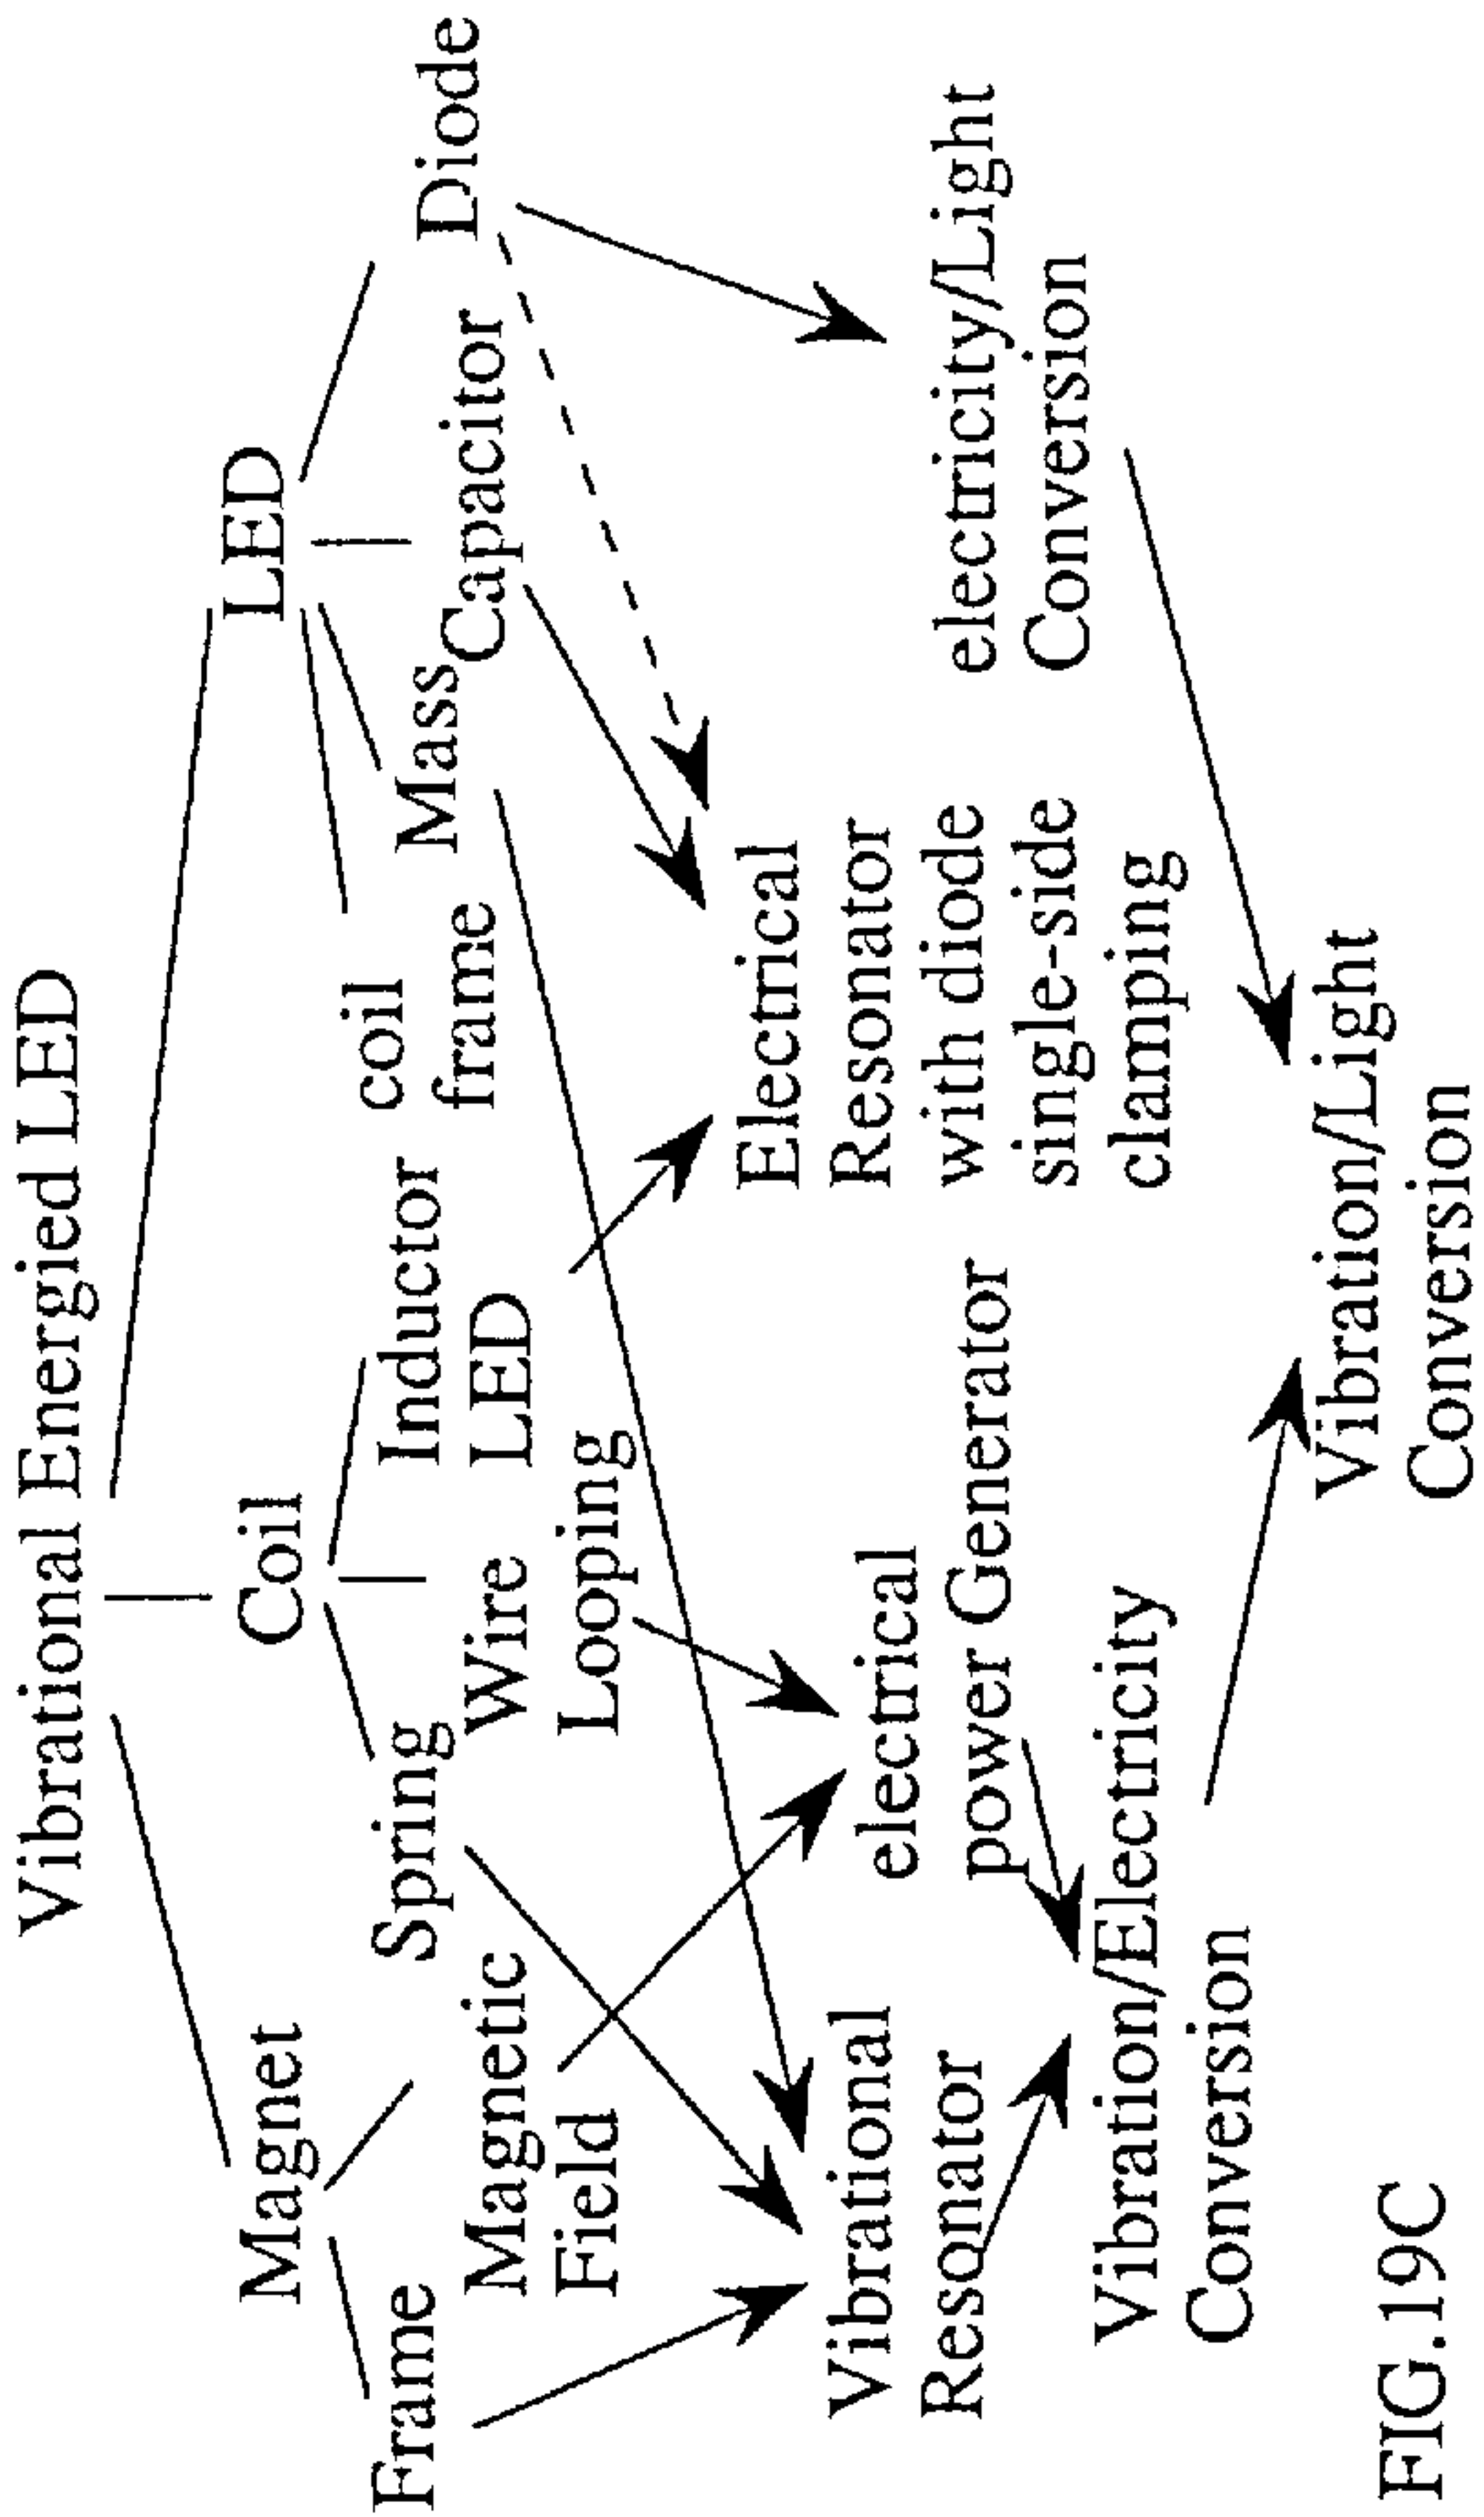 Vibrational Energied LED
Magnet
Coil
LED
Frame
Magnetic
Field
Spring
Wire
Looping
Inductor
LED
coil
frame
Mass
Capacitor
Diode
Vibrational
Resonator
electrical
power Generator
Electrical
Resonator
with diode
single-side
clamping
electricity/Light
Conversion
Vibration/Electricity
Conversion
Vibration/Light
Conversion
FIG.19C